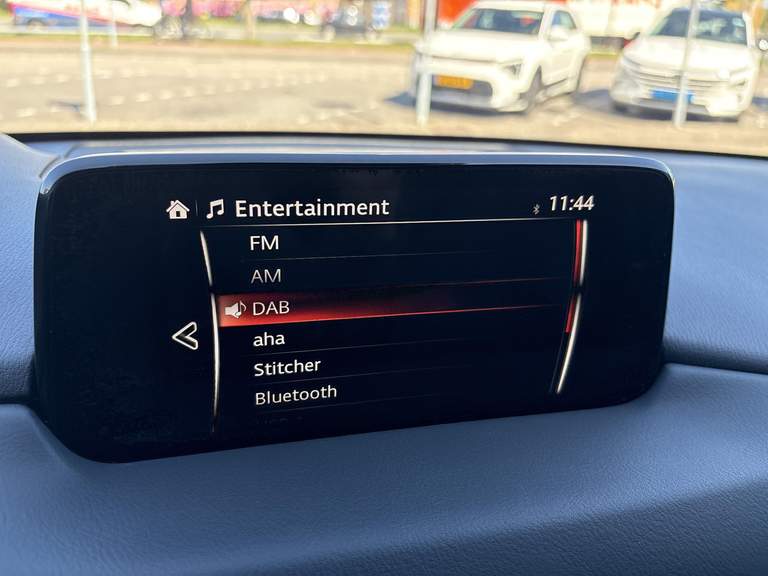 Entertainment 11:44
FM
AM
DAB
aha
Stitcher
Bluetooth